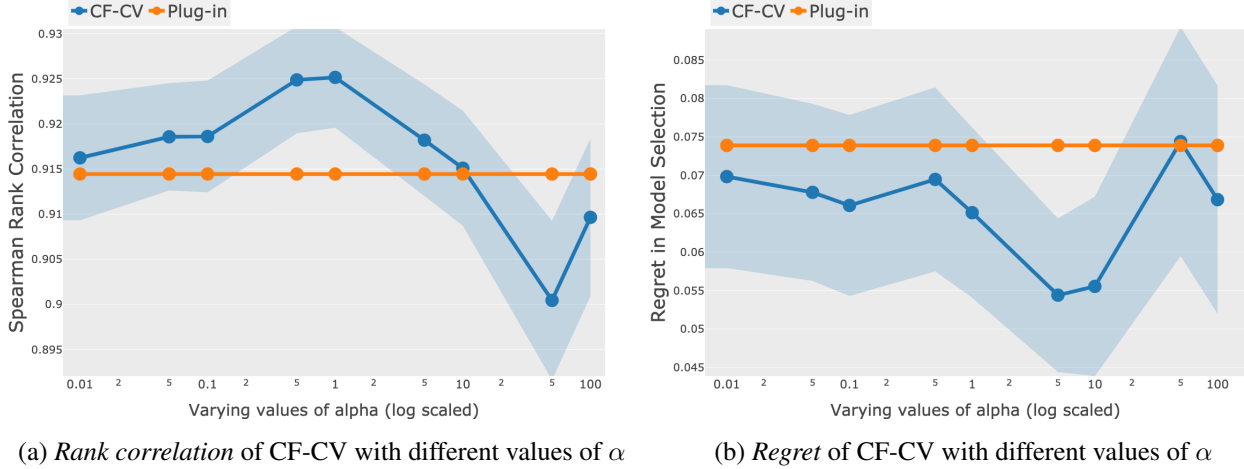 CF-CV Plug-in
0.93
0.925
0.92
0.915
0.91
0.905
0.9
0.895
Spearman Rank Correlation
0.01 2 5 0.1 2 5 1 2 5 10 2 5 100
Varying values of alpha (log scaled)
(a) Rank correlation of CF-CV with different values of α
CF-CV Plug-in
0.085
0.08
0.075
0.07
0.065
0.06
0.055
0.05
0.045
Regret in Model Selection
0.01 2 5 0.1 2 5 1 2 5 10 2 5 100
Varying values of alpha (log scaled)
(b) Regret of CF-CV with different values of α